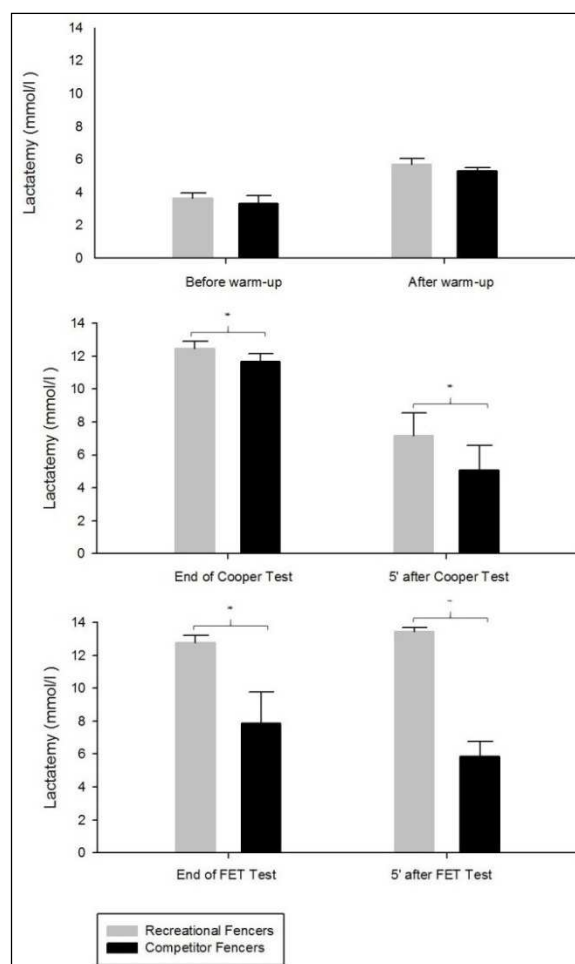 14
12
10
8
6
4
2
0
Lactatemy (mmol/l )
Before warm-up
After warm-up
14
12
10
8
6
4
2
0
Lactatemy (mmol/l )
*
*
End of Cooper Test
5' after Cooper Test
14
12
10
8
6
4
2
0
Lactatemy (mmol/l )
*
End of FET Test
5' after FET Test
Recreational Fencers
Competitor Fencers